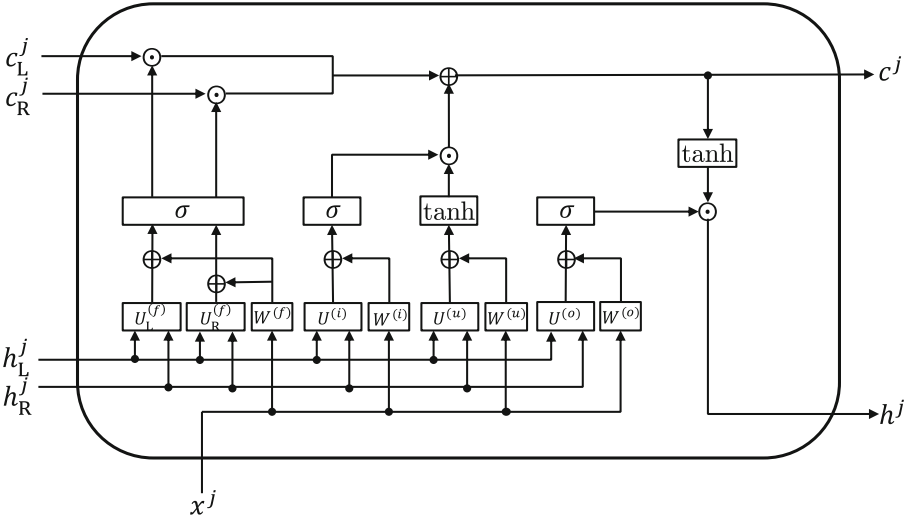 c_L^j
c^j
c_R^j
tanh
σ σ tanh σ
U_L^(f) U_R^(f) W^(f) U^(i) W^(i) U^(u) W^(u) U^(o) W^(o)
h_L^j
h_R^j
h^j
x^j